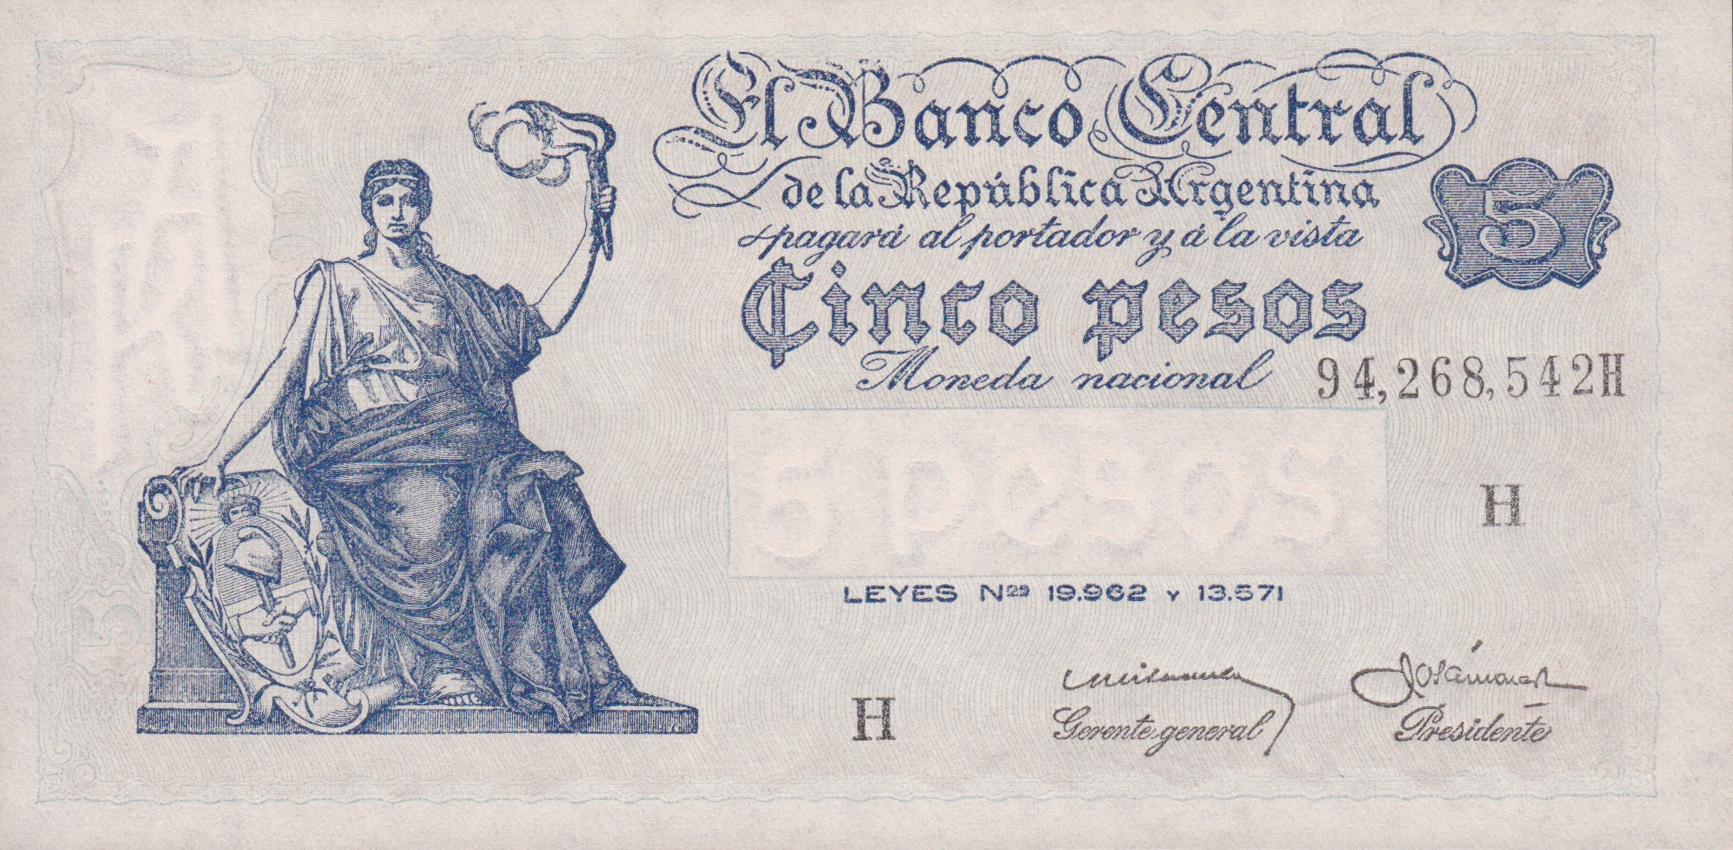 El Banco Central
de la República Argentina
pagará al portador y á la vista
5
Cinco pesos
Moneda nacional
94,268,542H
5 pesos
H
LEYES Nos 19.962 y 13.571
H
Gerente general
Presidente